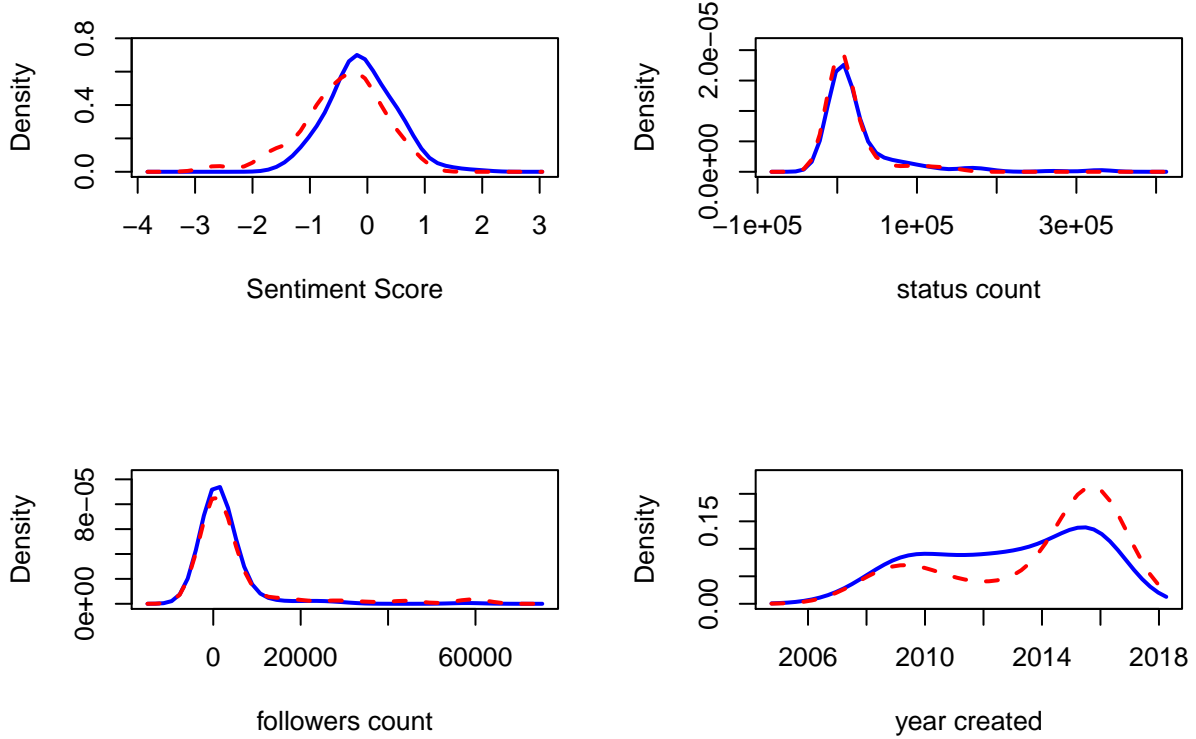 Density
0.0 0.4 0.8
−4 −3 −2 −1 0 1 2 3
Sentiment Score
Density
0.0e+00 2.0e−05
−1e+05 1e+05 3e+05
status count
Density
0e+00 8e−05
0 20000 60000
followers count
Density
0.00 0.15
2006 2010 2014 2018
year created